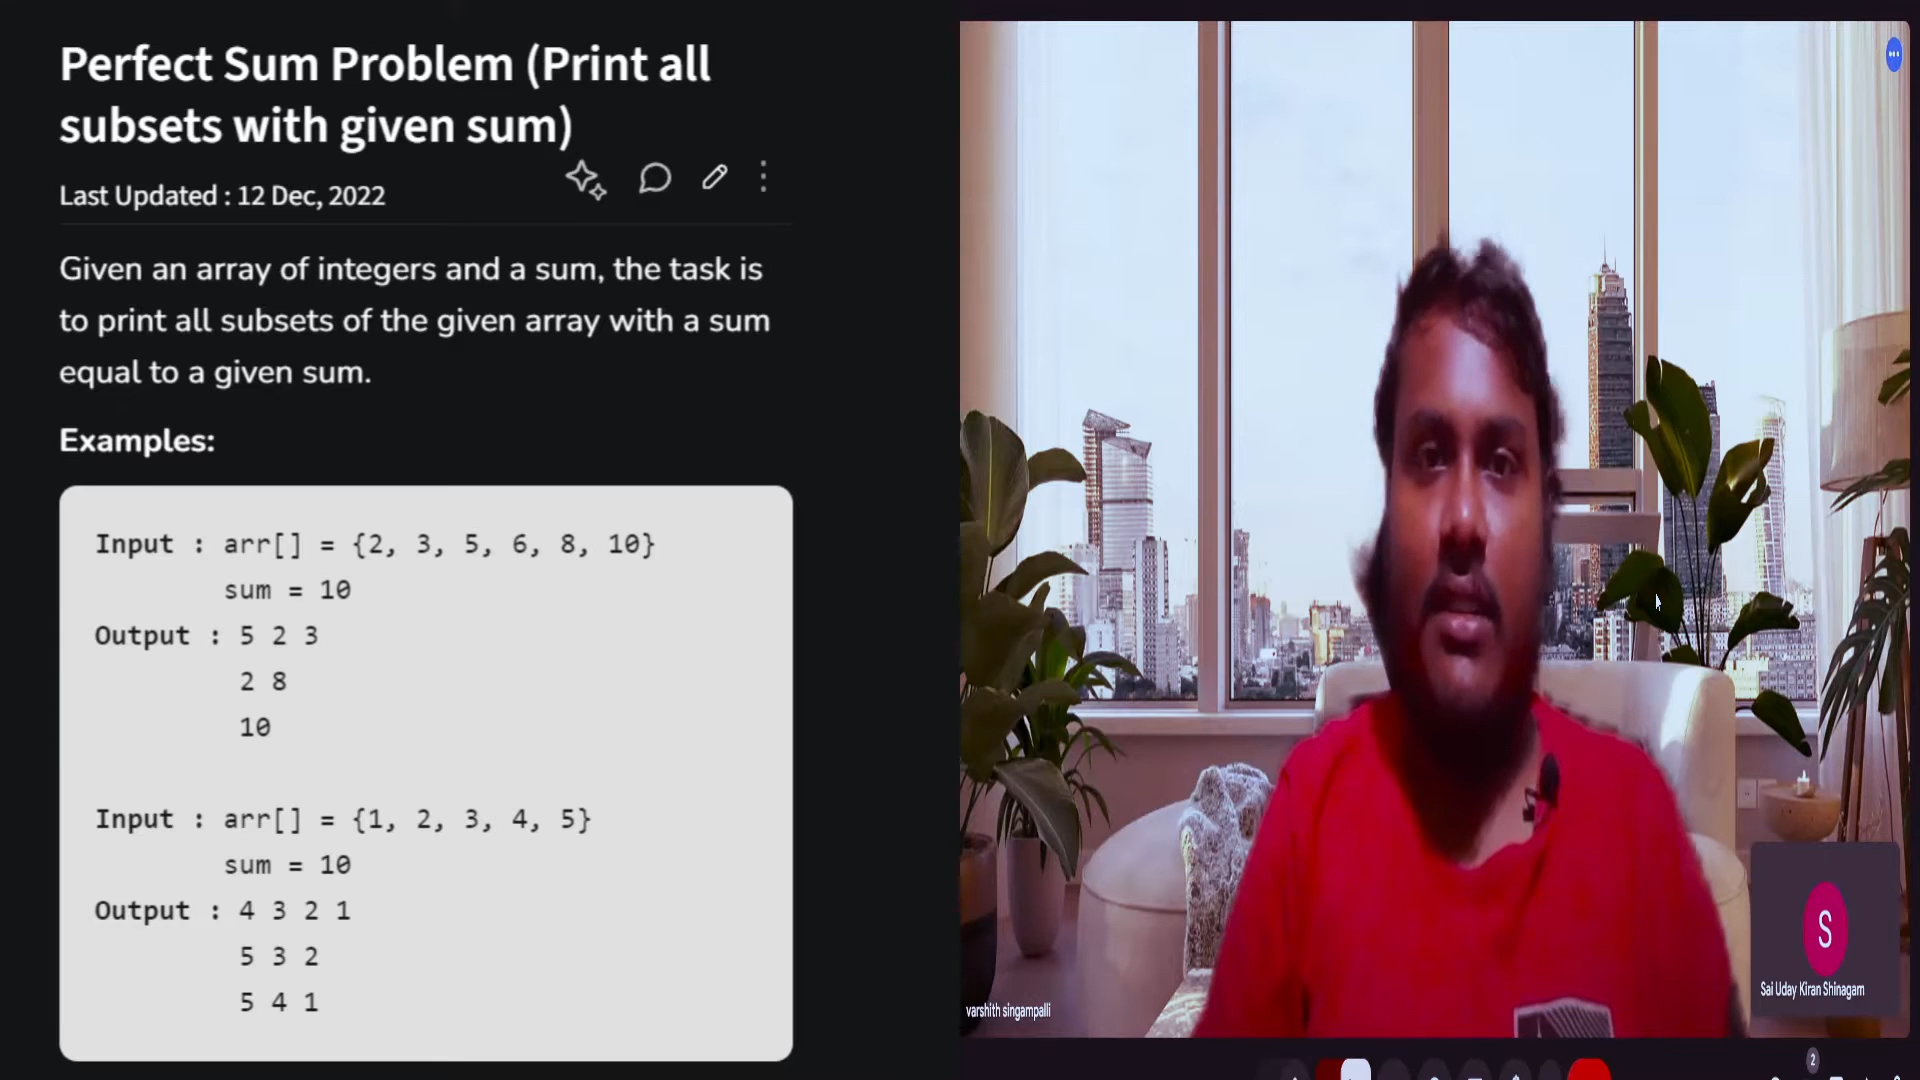 Perfect Sum Problem (Print all
subsets with given sum)
Last Updated : 12 Dec, 2022
Given an array of integers and a sum, the task is
to print all subsets of the given array with a sum
equal to a given sum.
Examples:
Input : arr[] = {2, 3, 5, 6, 8, 10}
sum = 10
Output : 5 2 3
2 8
10
Input : arr[] = {1, 2, 3, 4, 5}
sum = 10
Output : 4 3 2 1
5 3 2
5 4 1
varshith singampalli
S
Sai Uday Kiran Shinagam
2